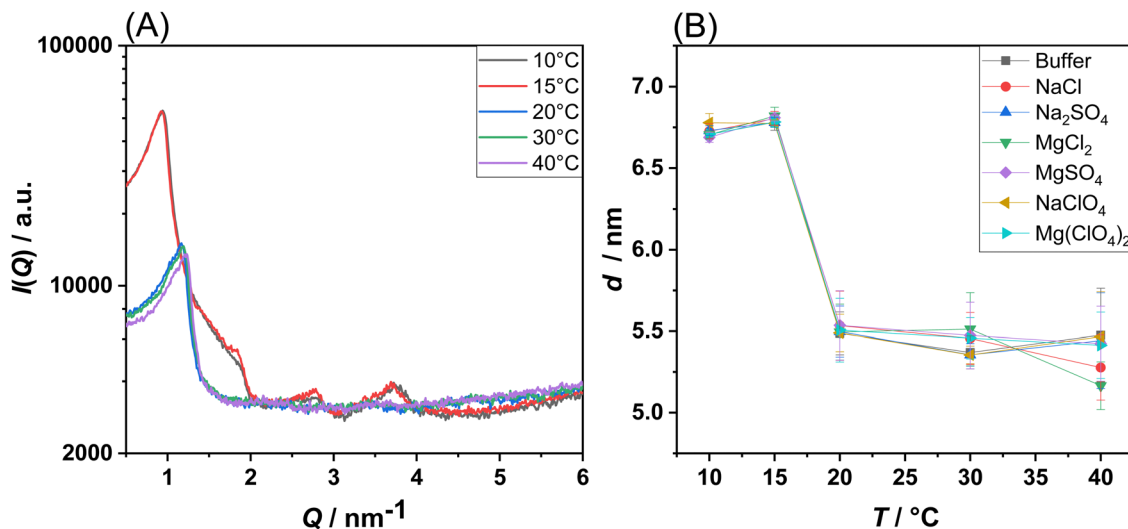 (A)
100000
10000
2000
I(Q) / a.u.
1 2 3 4 5 6
Q / nm⁻¹
10°C
15°C
20°C
30°C
40°C
(B)
7.0
6.5
6.0
5.5
5.0
d / nm
10 15 20 25 30 35 40
T / °C
Buffer
NaCl
Na₂SO₄
MgCl₂
MgSO₄
NaClO₄
Mg(ClO₄)₂